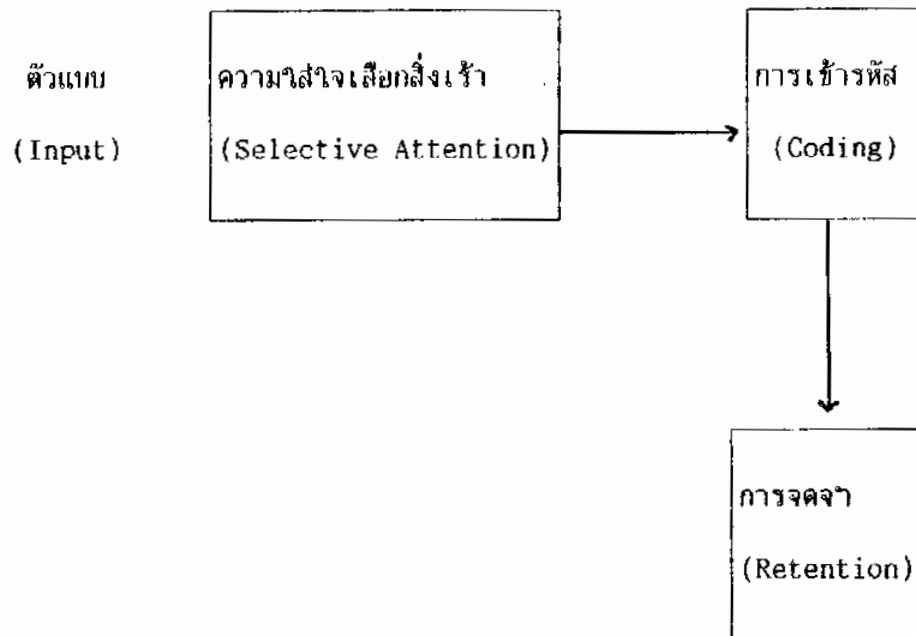 ตัวแบบ
(Input)
ความใส่ใจเลือกสิ่งเร้า
(Selective Attention)
การเข้ารหัส
(Coding)
การจดจำ
(Retention)